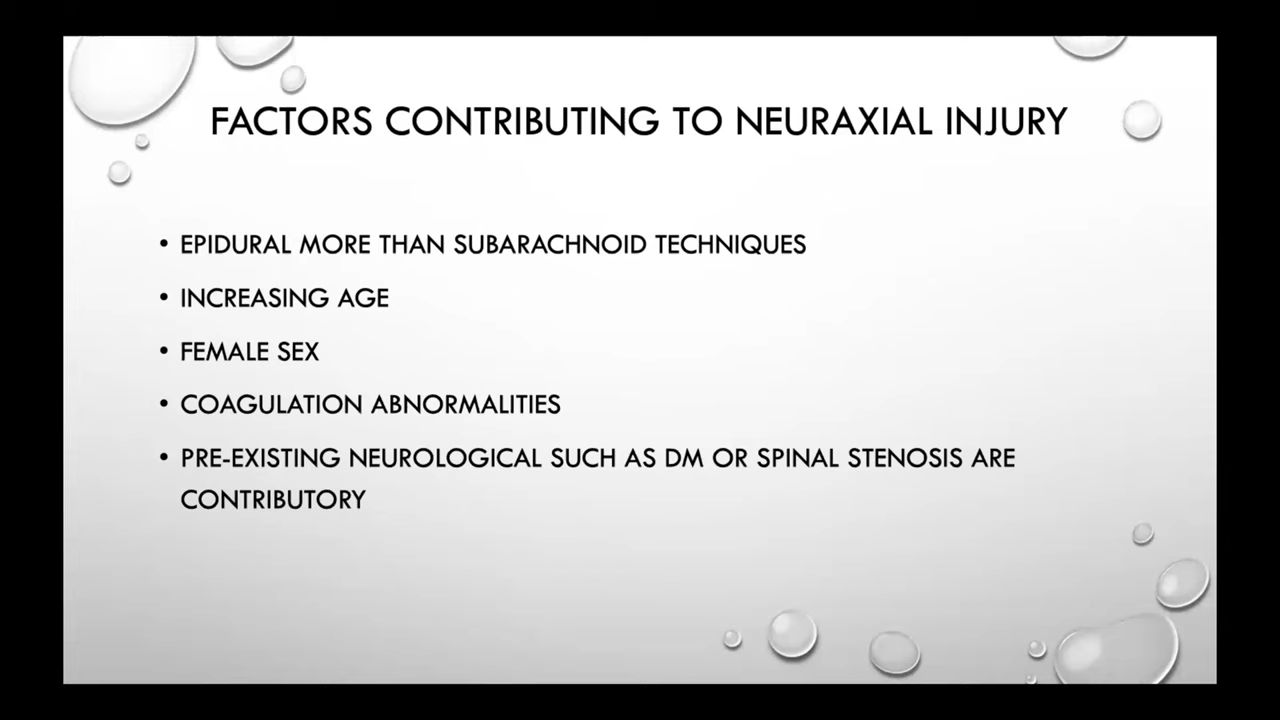 FACTORS CONTRIBUTING TO NEURAXIAL INJURY
• EPIDURAL MORE THAN SUBARACHNOID TECHNIQUES
• INCREASING AGE
• FEMALE SEX
• COAGULATION ABNORMALITIES
• PRE-EXISTING NEUROLOGICAL SUCH AS DM OR SPINAL STENOSIS ARE
CONTRIBUTORY